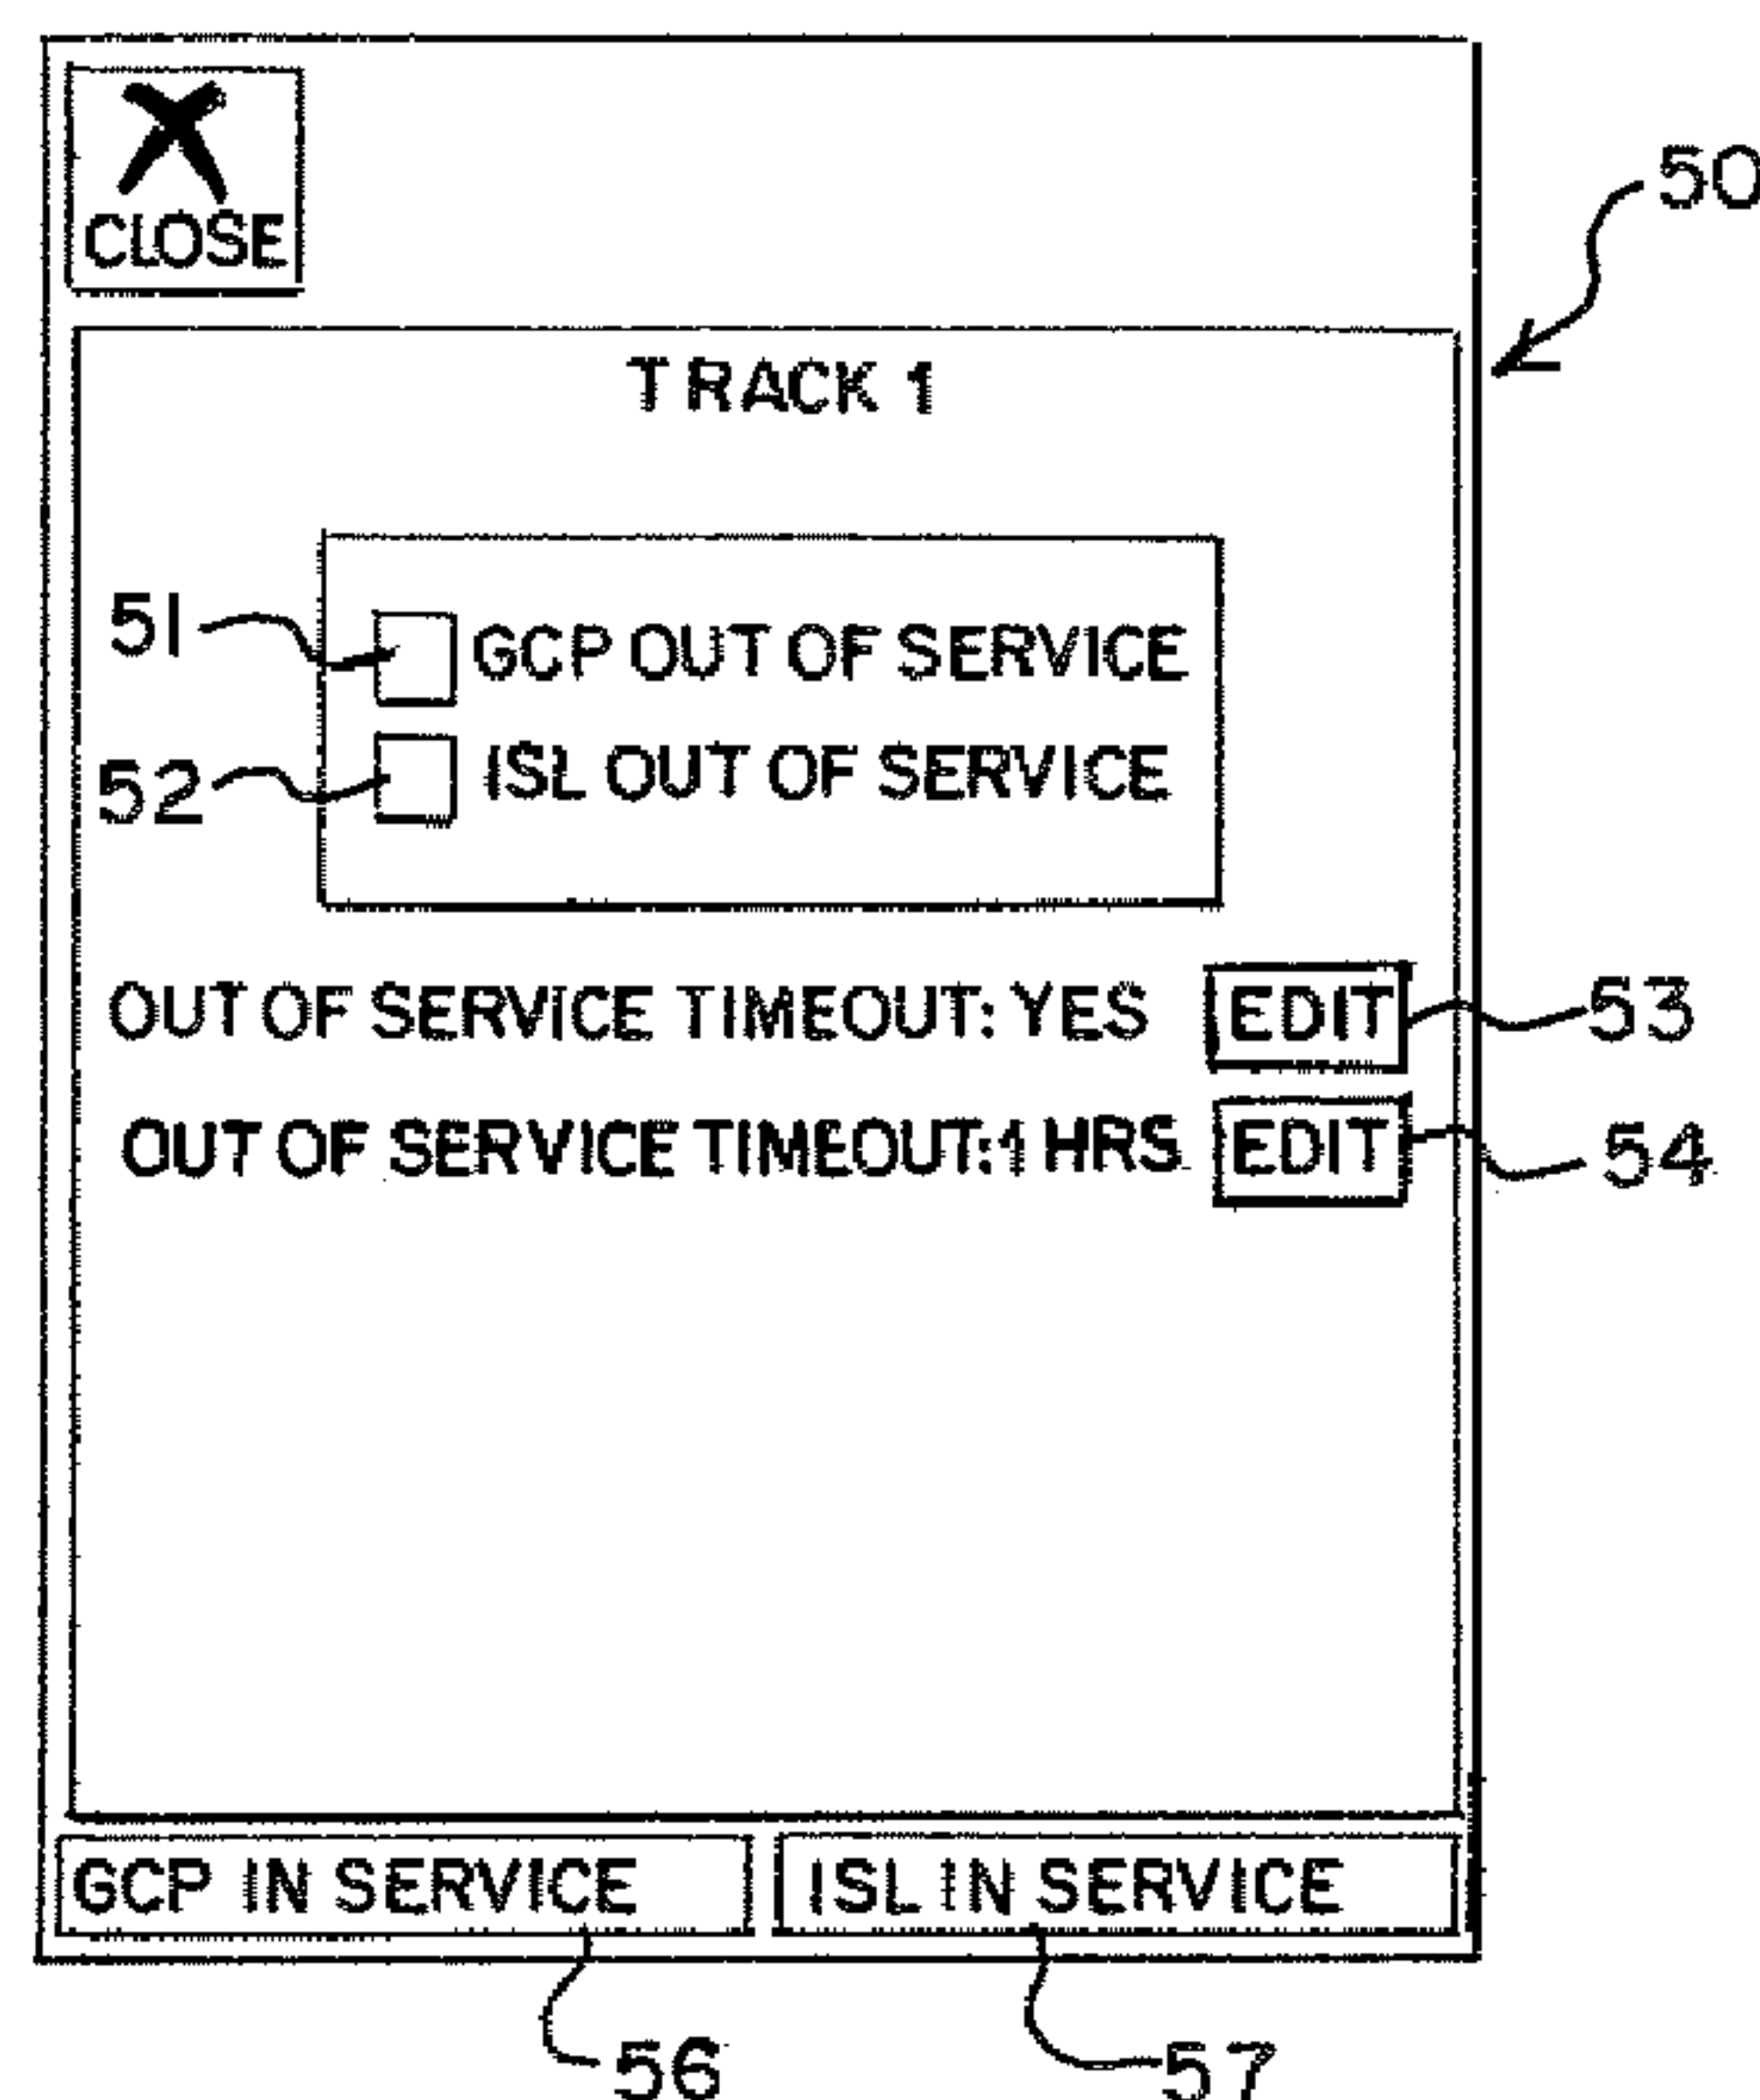 CLOSE
50
TRACK 1
51
GCP OUT OF SERVICE
52
ISL OUT OF SERVICE
OUT OF SERVICE TIMEOUT: YES EDIT 53
OUT OF SERVICE TIMEOUT:1 HRS EDIT 54
GCP IN SERVICE ISL IN SERVICE
56 57